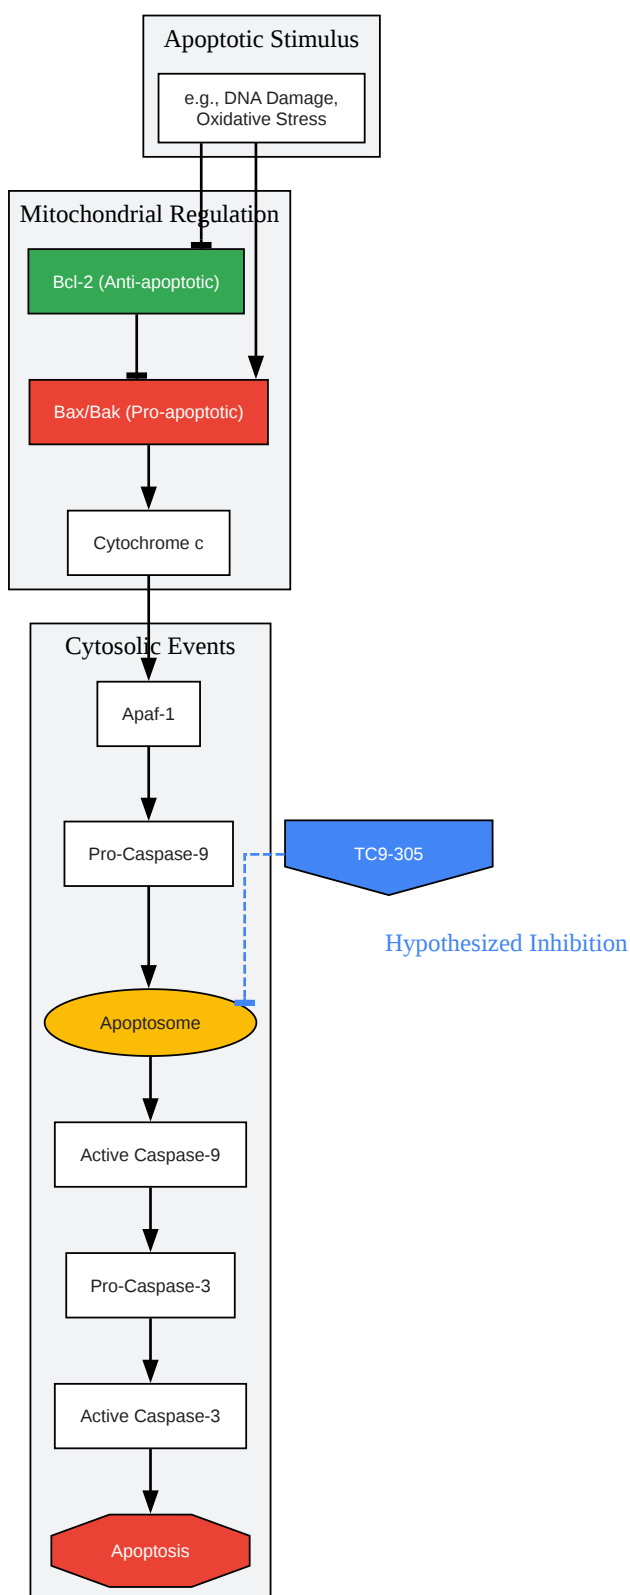 Apoptotic Stimulus
e.g., DNA Damage,
Oxidative Stress
Mitochondrial Regulation
Bcl-2 (Anti-apoptotic)
Bax/Bak (Pro-apoptotic)
Cytochrome c
Cytosolic Events
Apaf-1
Pro-Caspase-9
TC9-305
Hypothesized Inhibition
Apoptosome
Active Caspase-9
Pro-Caspase-3
Active Caspase-3
Apoptosis